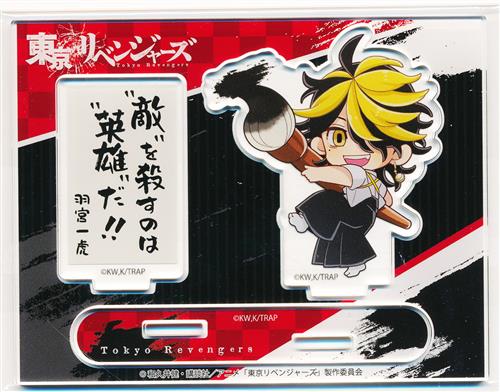 東京リベンジャーズ
Tokyo Revengers
"敵"を殺すのは
"英雄"だ!!
羽宮一虎
©KW,K/TRAP
©KW,K/TRAP
©KW,K/TRAP
Tokyo Revengers
©和久井健・講談社／アニメ「東京リベンジャーズ」製作委員会